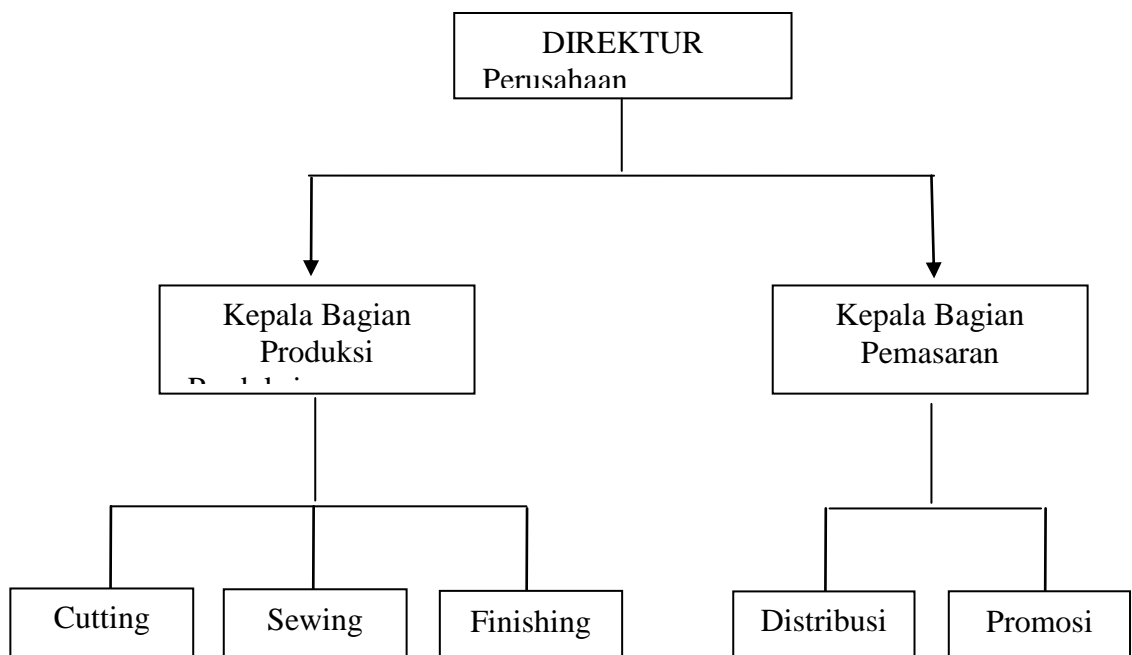 DIREKTUR
Perusahaan
Kepala Bagian
Produksi
Kepala Bagian
Pemasaran
Cutting
Sewing
Finishing
Distribusi
Promosi